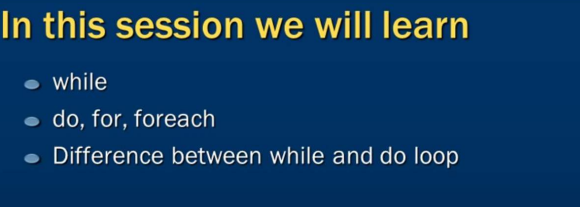 In this session we will learn
while
do, for, foreach
Difference between while and do loop